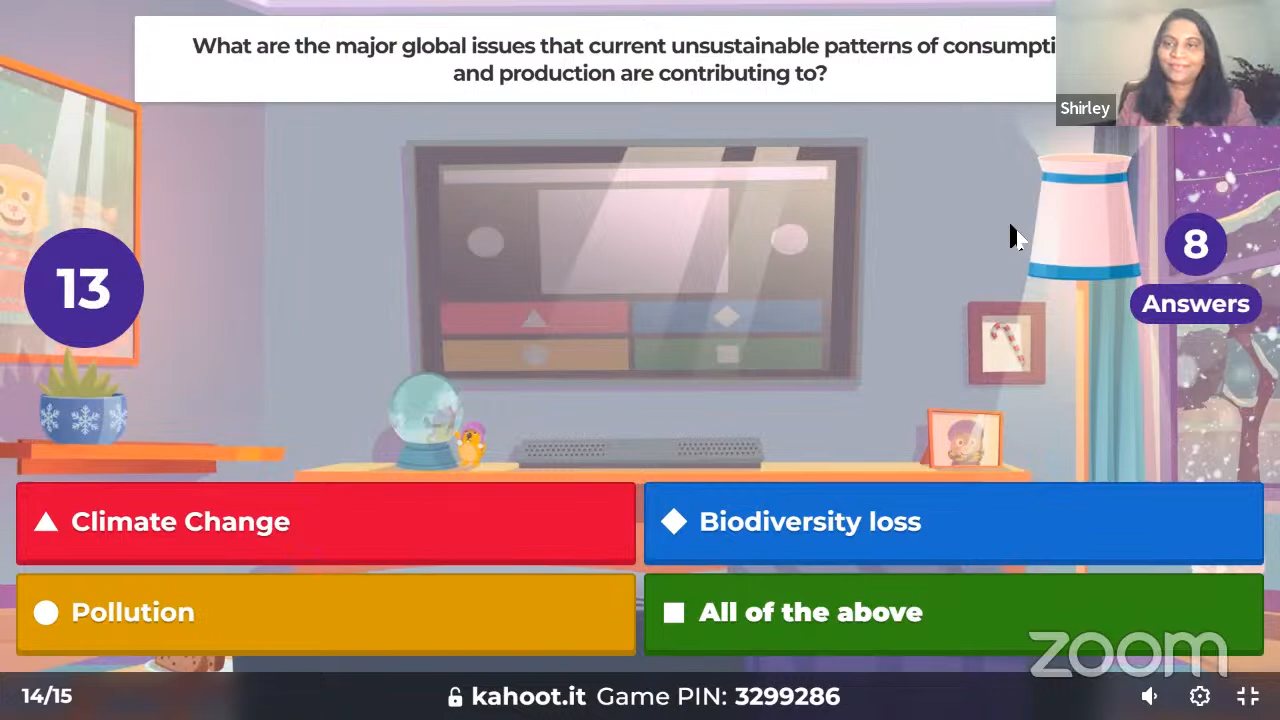 What are the major global issues that current unsustainable patterns of consumpti
and production are contributing to?
Shirley
13
8
Answers
Climate Change
Biodiversity loss
Pollution
All of the above
zoom
14/15
kahoot.it Game PIN: 3299286